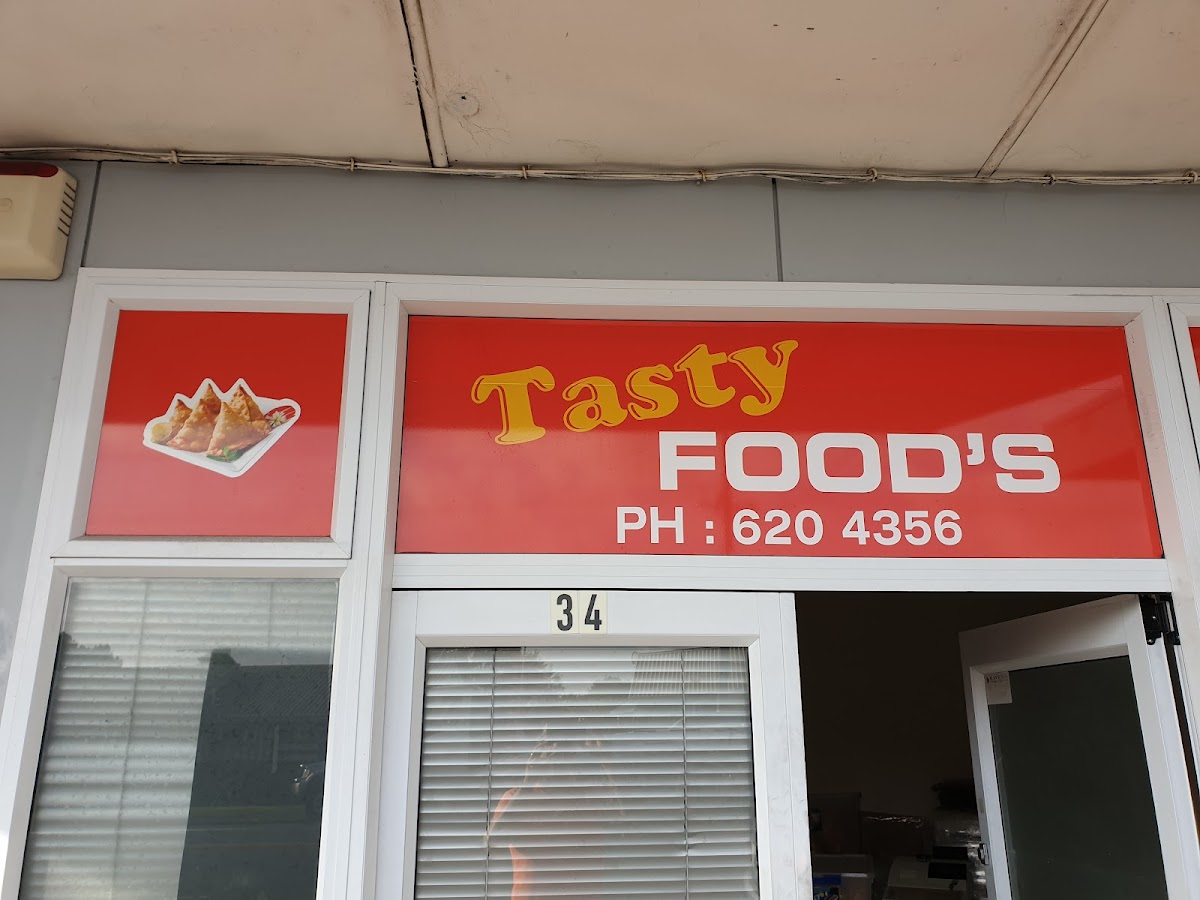 Tasty
FOOD'S
PH : 620 4356
34